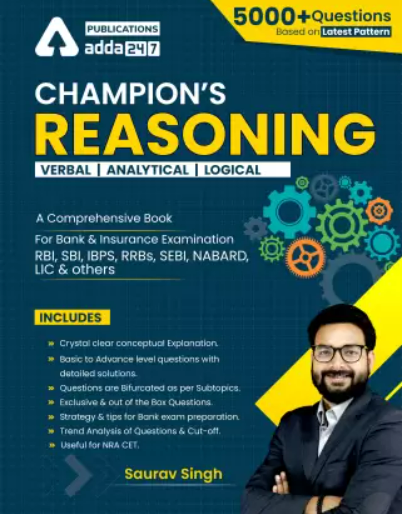 PUBLICATIONS
adda247
5000+Questions
Based on Latest Pattern
CHAMPION'S
REASONING
VERBAL | ANALYTICAL | LOGICAL
A Comprehensive Book
For Bank & Insurance Examination
RBI, SBI, IBPS, RRBs, SEBI, NABARD,
LIC & others
INCLUDES
» Crystal clear conceptual Explanation.
» Basic to Advance level questions with
detailed solutions.
» Questions are Bifurcated as per Subtopics.
» Exclusive & out of the Box Questions.
» Strategy & tips for Bank exam preparation.
» Trend Analysis of Questions & Cut-off.
» Useful for NRA CET.
Saurav Singh